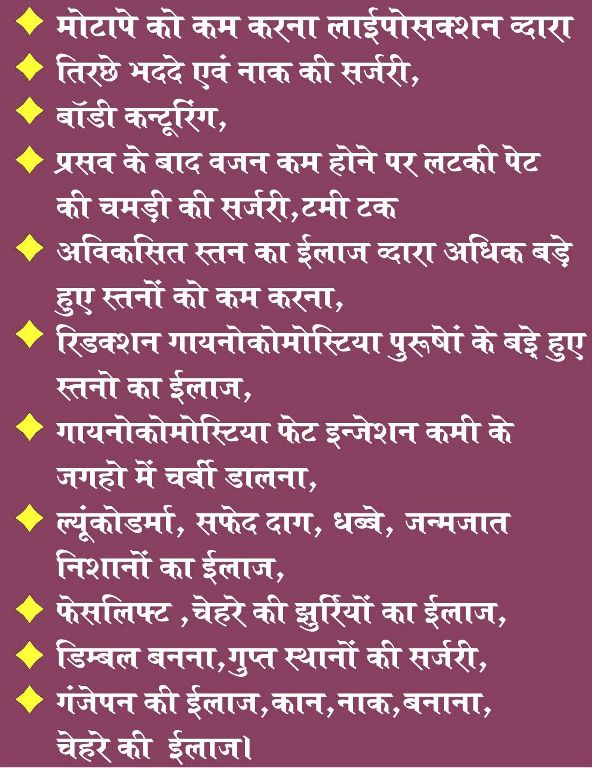 मोटापे को कम करना लाईपोसक्शन व्दारा
तिरछे भददे एवं नाक की सर्जरी,
बॉडी कन्टूरिंग,
प्रसव के बाद वजन कम होने पर लटकी पेट
की चमड़ी की सर्जरी,टमी टक
अविकसित स्तन का ईलाज व्दारा अधिक बड़े
हुए स्तनों को कम करना,
रिडक्शन गायनोकोमोस्टिया पुरूषेां के बड़े हुए
स्तनो का ईलाज,
गायनोकोमोस्टिया फेट इन्जेशन कमी के
जगहो में चर्बी डालना,
ल्यूंकोडर्मा, सफेद दाग, धब्बे, जन्मजात
निशानों का ईलाज,
फेसलिफ्ट ,चेहरे की झुर्रियों का ईलाज,
डिम्बल बनना,गुप्त स्थानों की सर्जरी,
गंजेपन की ईलाज,कान,नाक,बनाना,
चेहरे की ईलाज।